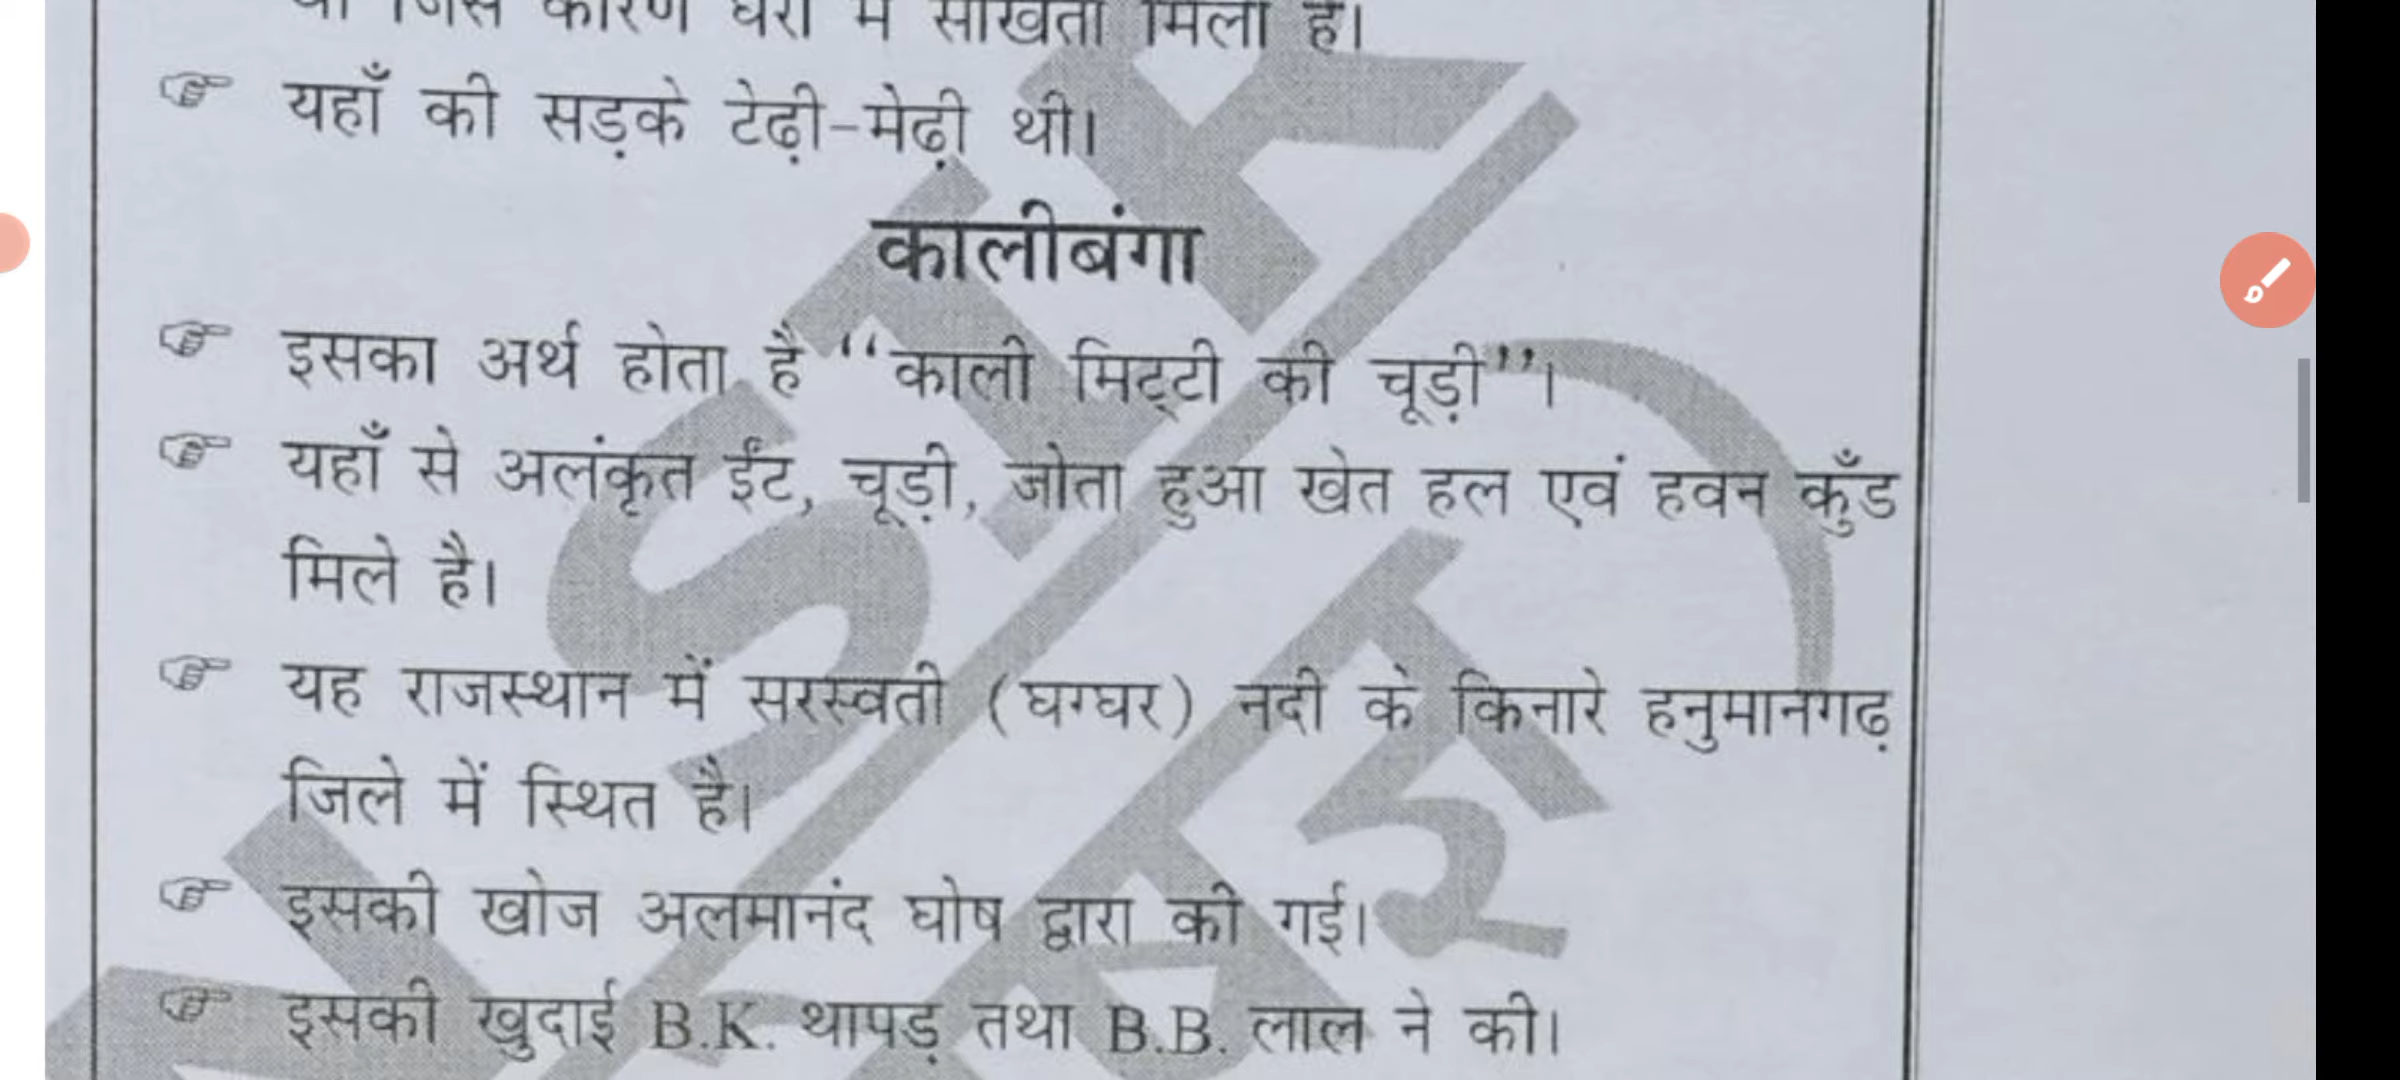 था जिस कारण घरों में सोखता मिला है।
यहाँ की सड़के टेढ़ी-मेढ़ी थी।
कालीबंगा
इसका अर्थ होता है "काली मिट्टी की चूड़ी"।
यहाँ से अलंकृत ईंट, चूड़ी, जोता हुआ खेत हल एवं हवन कुँड
मिले है।
यह राजस्थान में सरस्वती (घग्घर) नदी के किनारे हनुमानगढ़
जिले में स्थित है।
इसकी खोज अलमानंद घोष द्वारा की गई।
इसकी खुदाई B.K. थापड़ तथा B.B. लाल ने की।